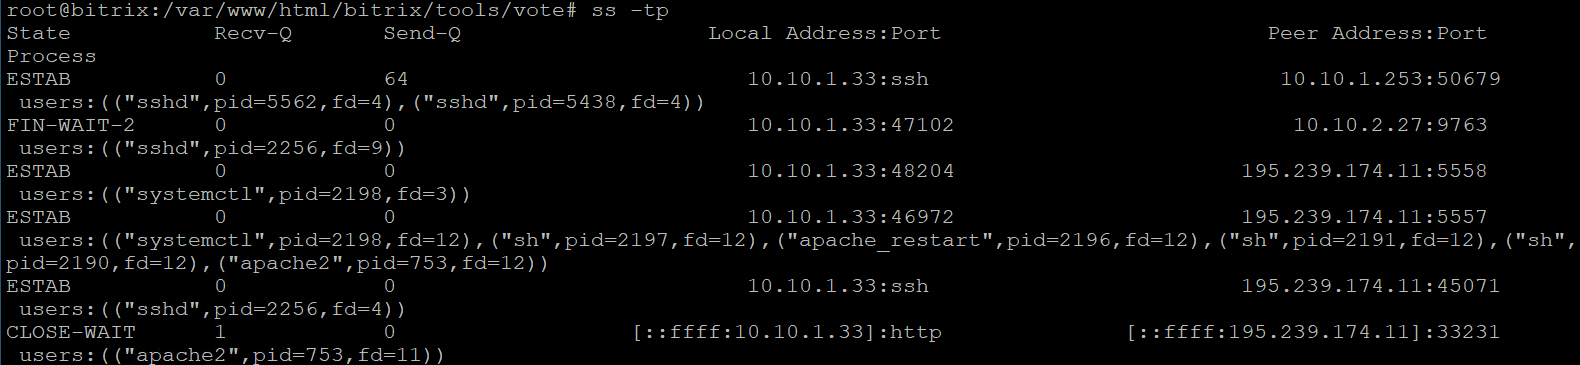 root@bitrix:/var/www/html/bitrix/tools/vote# ss -tp
State Recv-Q Send-Q Local Address:Port Peer Address:Port
Process
ESTAB 0 64 10.10.1.33:ssh 10.10.1.253:50679
users:(("sshd",pid=5562,fd=4),("sshd",pid=5438,fd=4))
FIN-WAIT-2 0 0 10.10.1.33:47102 10.10.2.27:9763
users:(("sshd",pid=2256,fd=9))
ESTAB 0 0 10.10.1.33:48204 195.239.174.11:5558
users:(("systemctl",pid=2198,fd=3))
ESTAB 0 0 10.10.1.33:46972 195.239.174.11:5557
users:(("systemctl",pid=2198,fd=12),("sh",pid=2197,fd=12),("apache_restart",pid=2196,fd=12),("sh",pid=2191,fd=12),("sh",
pid=2190,fd=12),("apache2",pid=753,fd=12))
ESTAB 0 0 10.10.1.33:ssh 195.239.174.11:45071
users:(("sshd",pid=2256,fd=4))
CLOSE-WAIT 1 0 [::ffff:10.10.1.33]:http [::ffff:195.239.174.11]:33231
users:(("apache2",pid=753,fd=11))